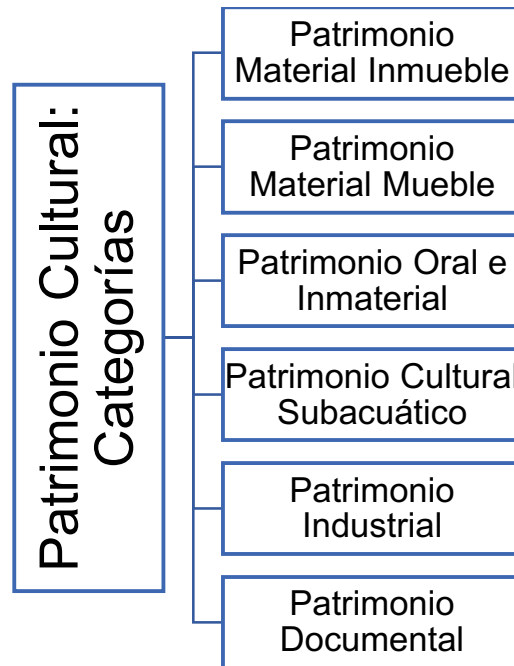 Patrimonio Cultural:
Categorías
Patrimonio
Material Inmueble
Patrimonio
Material Mueble
Patrimonio Oral e
Inmaterial
Patrimonio Cultural
Subacuático
Patrimonio
Industrial
Patrimonio
Documental